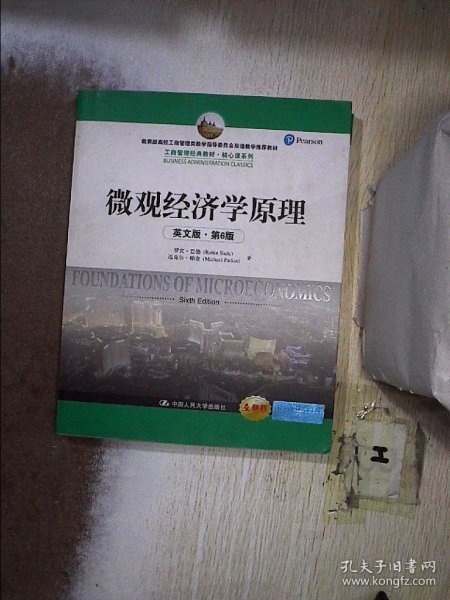 Pearson
教育部高校工商管理类教学指导委员会双语教学推荐教材
工商管理经典教材·核心课系列
BUSINESS ADMINISTRATION CLASSICS
微观经济学原理
英文版·第6版
罗宾·巴德 (Robin Bade)
迈克尔·帕金 (Michael Parkin) 著
FOUNDATIONS OF MICROECONOMICS
Sixth Edition
中国人民大学出版社
全新版
工
孔夫子旧书网
www.kongfz.com